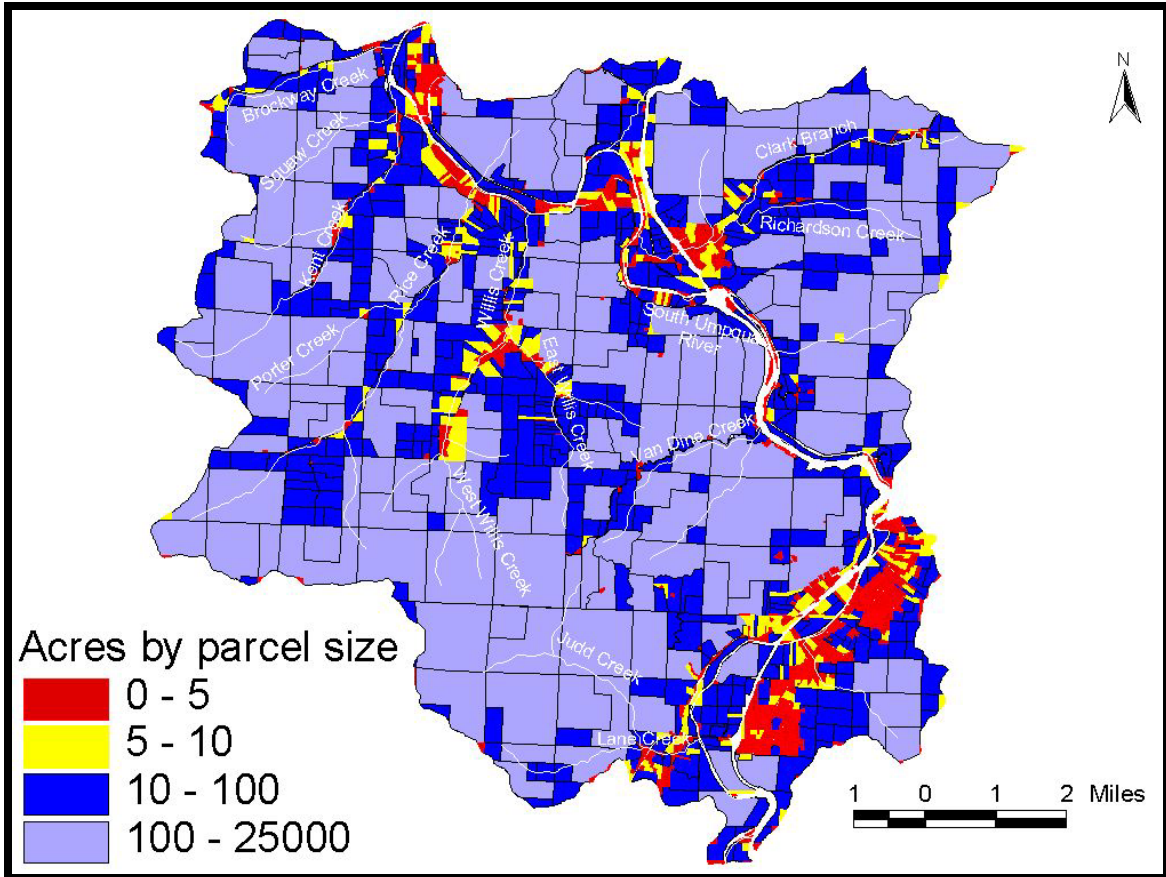 N
Brockway Creek
Squaw Creek
Clark Branch
Kent Creek
Rice Creek
Willis Creek
Richardson Creek
South Umpqua
River
Porter Creek
East Willis Creek
Van Dine Creek
West Willis Creek
Judd Creek
Lane Creek
Acres by parcel size
0 - 5
5 - 10
10 - 100
100 - 25000
1 0 1 2 Miles